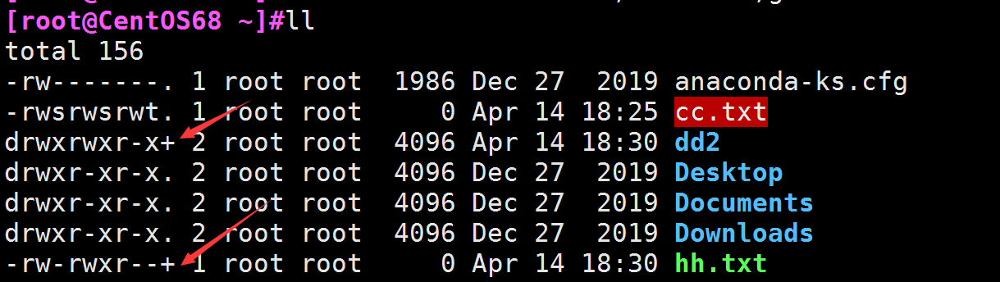 [root@CentOS68 ~]#ll
total 156
-rw-------. 1 root root  1986 Dec 27  2019 anaconda-ks.cfg
-rwsrwsrwt. 1 root root     0 Apr 14 18:25 cc.txt
drwxrwxr-x+ 2 root root  4096 Apr 14 18:30 dd2
drwxr-xr-x. 2 root root  4096 Dec 27  2019 Desktop
drwxr-xr-x. 2 root root  4096 Dec 27  2019 Documents
drwxr-xr-x. 2 root root  4096 Dec 27  2019 Downloads
-rw-rwxr--+ 1 root root     0 Apr 14 18:30 hh.txt